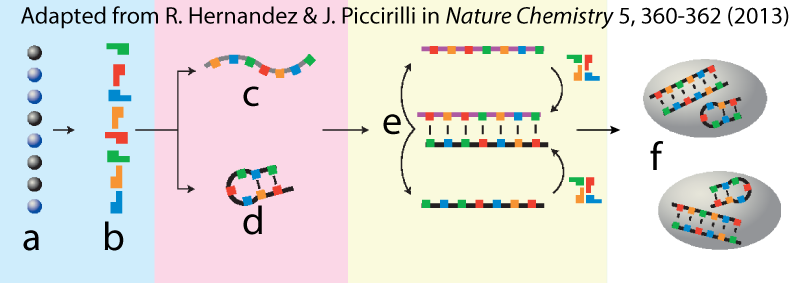 Adapted from R. Hernandez & J. Piccirilli in Nature Chemistry 5, 360-362 (2013)
a
b
c
d
e
f